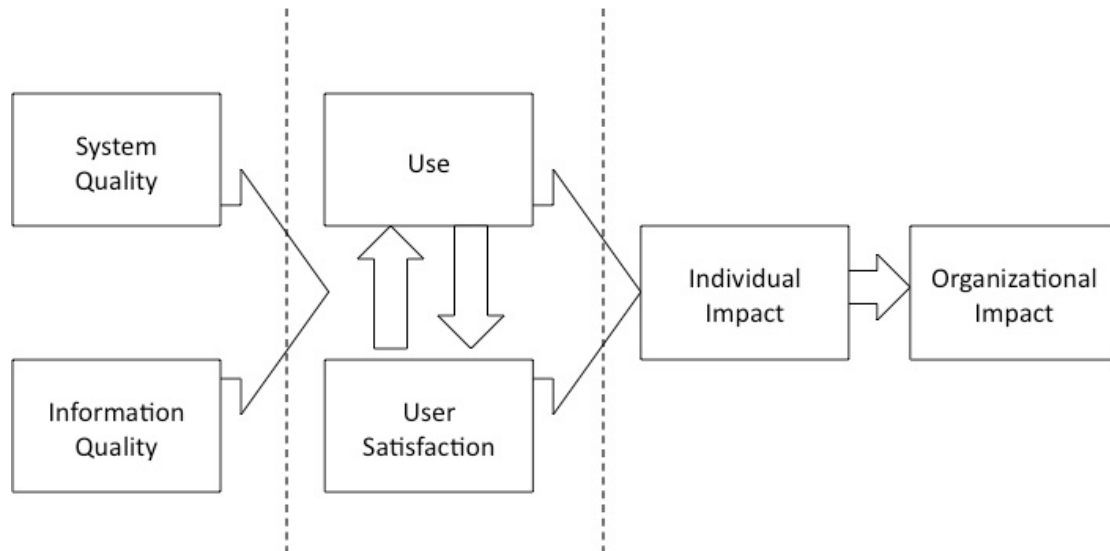 System
Quality
Information
Quality
Use
User
Satisfaction
Individual
Impact
Organizational
Impact